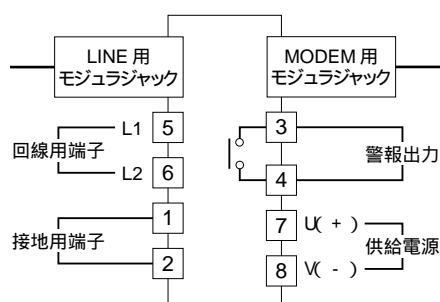 LINE 用
モジュラジャック
MODEM 用
モジュラジャック
回線用端子
L1 5
L2 6
接地用端子
1
2
3
4
警報出力
7 U( + )
8 V( - )
供給電源